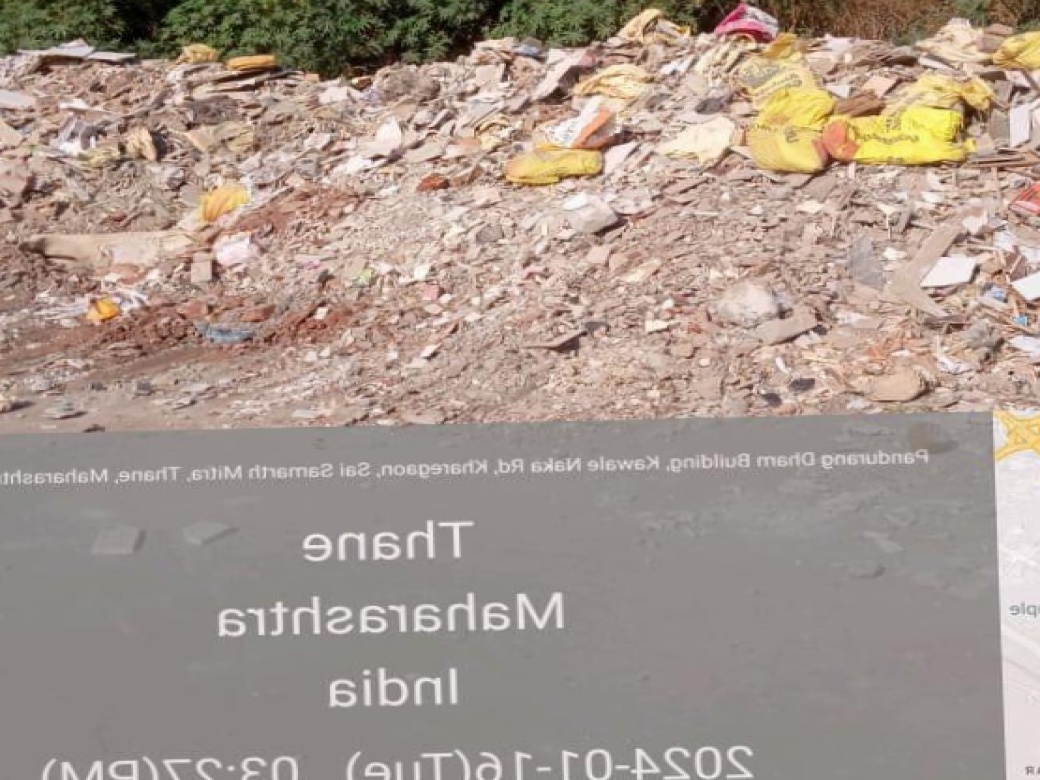 Pandurang Dham Building, Kawale Naka Rd, Kharegaon, Sai Samarth Mitra, Thane, Maharasht
Thane
Maharashtra
India
2024-01-16(Tue) 03:27(PM)